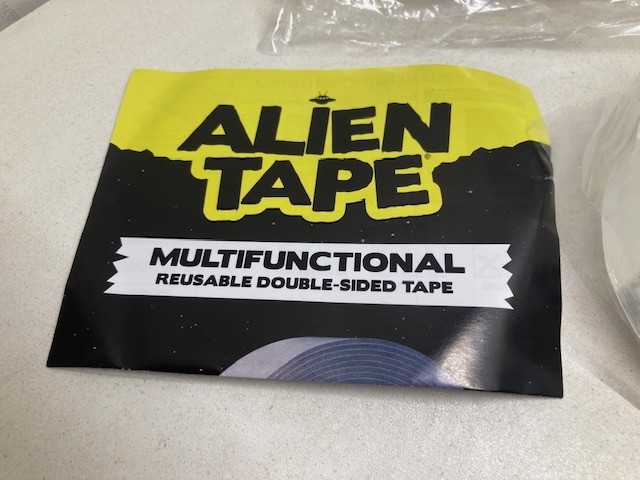 ALIEN
TAPE®
MULTIFUNCTIONAL
REUSABLE DOUBLE-SIDED TAPE